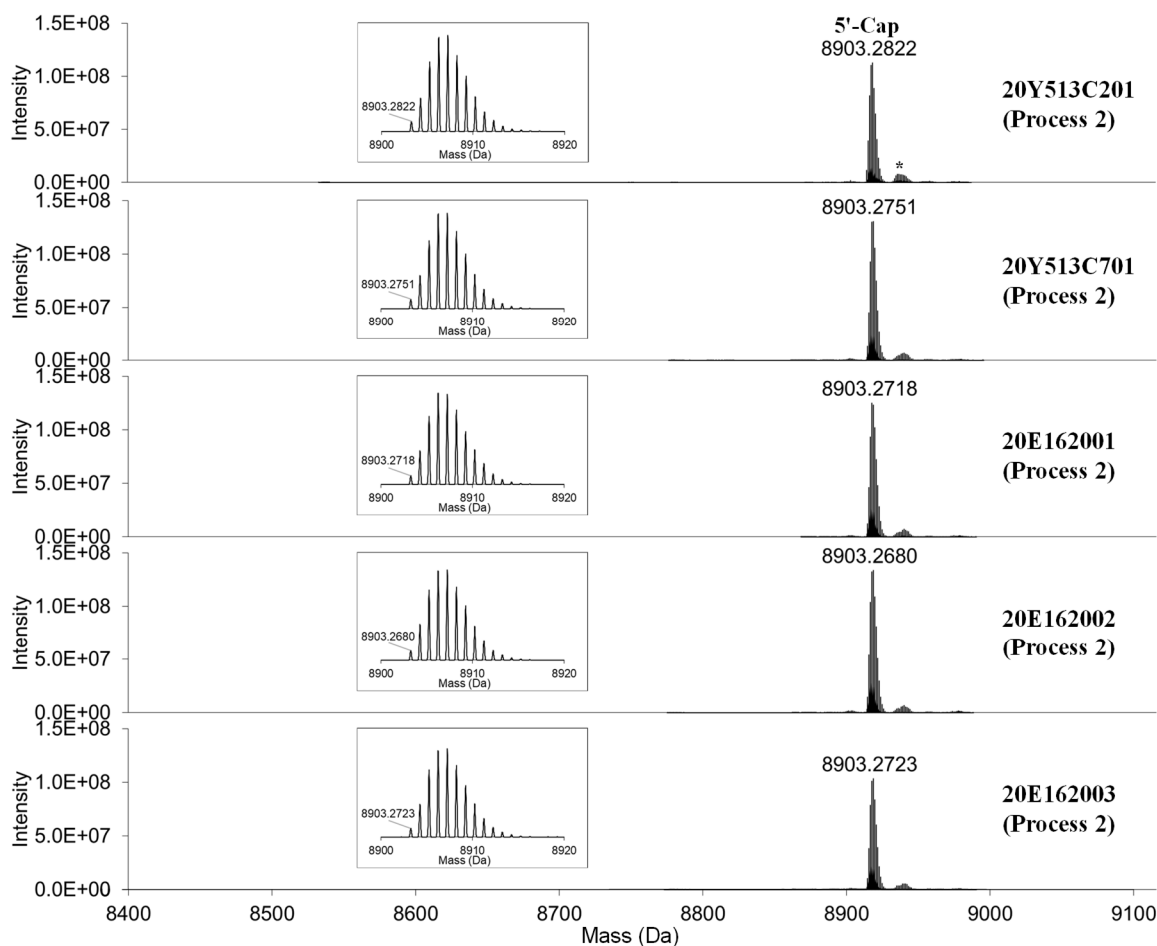 5'-Cap
1.5E+08
1.0E+08
5.0E+07
0.0E+00
Intensity
8903.2822
8900
8910
8920
Mass (Da)
8903.2822
*
20Y513C201
(Process 2)
1.5E+08
1.0E+08
5.0E+07
0.0E+00
Intensity
8903.2751
8900
8910
8920
Mass (Da)
8903.2751
20Y513C701
(Process 2)
1.5E+08
1.0E+08
5.0E+07
0.0E+00
Intensity
8903.2718
8900
8910
8920
Mass (Da)
8903.2718
20E162001
(Process 2)
1.5E+08
1.0E+08
5.0E+07
0.0E+00
Intensity
8903.2680
8900
8910
8920
Mass (Da)
8903.2680
20E162002
(Process 2)
1.5E+08
1.0E+08
5.0E+07
0.0E+00
Intensity
8903.2723
8900
8910
8920
Mass (Da)
8903.2723
20E162003
(Process 2)
8400
8500
8600
8700
8800
8900
9000
9100
Mass (Da)